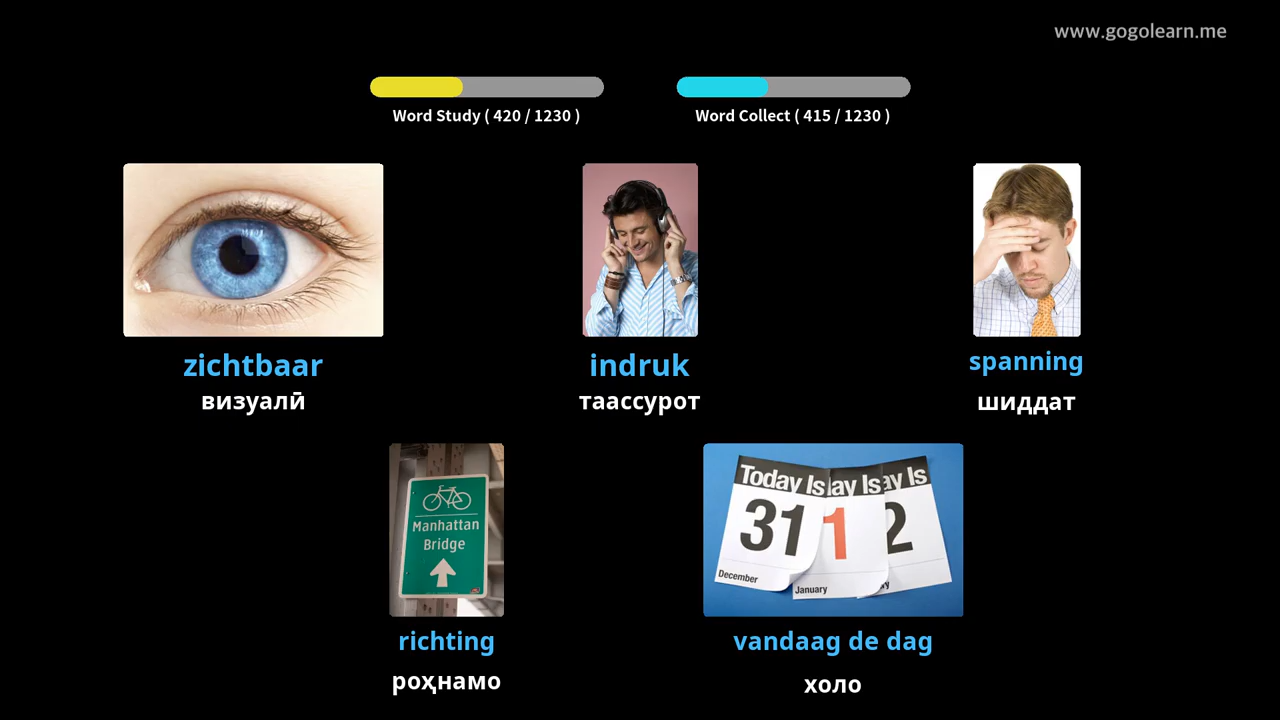 www.gogolearn.me
Word Study ( 420 / 1230 )
Word Collect ( 415 / 1230 )
zichtbaar
визуалӣ
indruk
таассурот
spanning
шиддат
Manhattan
Bridge
richting
роҳнамо
Today Is
ay Is
ay Is
31
1
2
December
January
vandaag de dag
холо